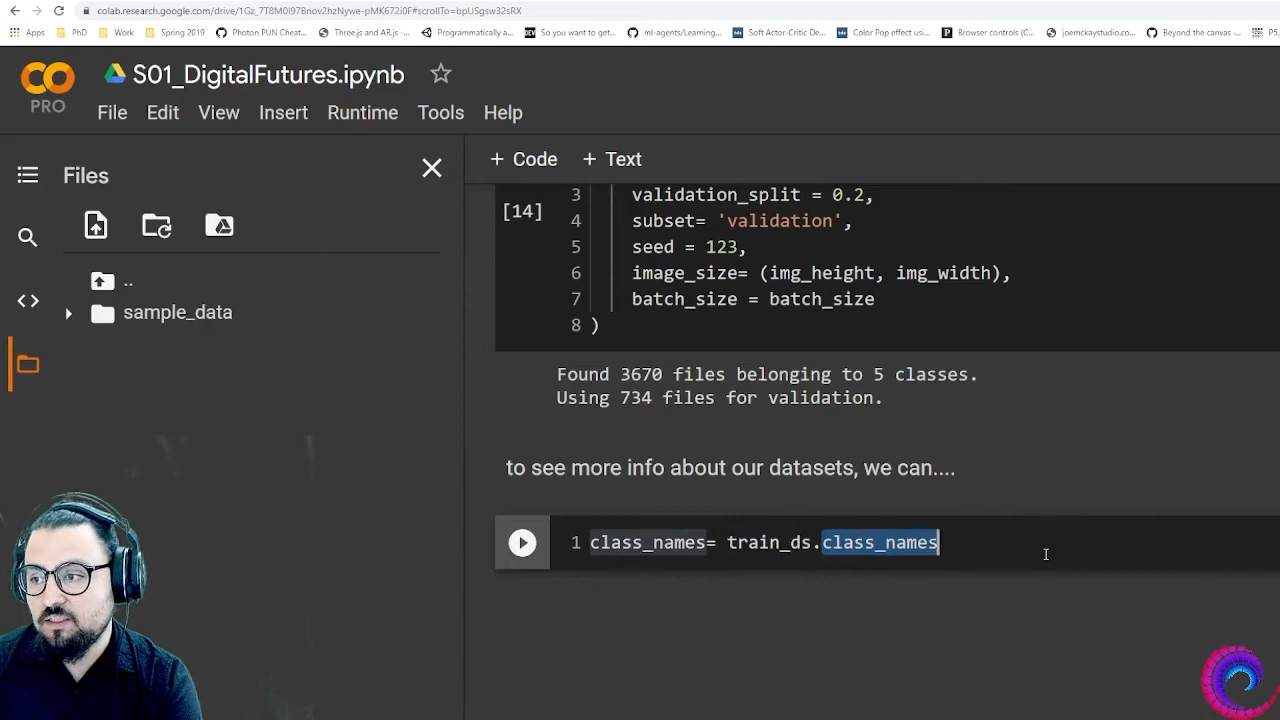 colab.research.google.com/drive/1Gz_7T8M0I97Bnov2hzNywe-pMK672i0F#scrollTo=bpUSgsw32sRX
Apps PhD Work Spring 2019 Photon PUN Cheat... Three.js and AR.js -... Programmatically a... So you want to get... ml-agents/Learning... Soft Actor-Critic De... Color Pop effect usi... Browser controls (C... joemckaystudio.co... Beyond the canvas -... P5
S01_DigitalFutures.ipynb
PRO
File Edit View Insert Runtime Tools Help
Files
+ Code + Text
..
sample_data
[14]
3 validation_split = 0.2,
4 subset= 'validation',
5 seed = 123,
6 image_size= (img_height, img_width),
7 batch_size = batch_size
8 )
Found 3670 files belonging to 5 classes.
Using 734 files for validation.
to see more info about our datasets, we can....
1 class_names= train_ds.class_names